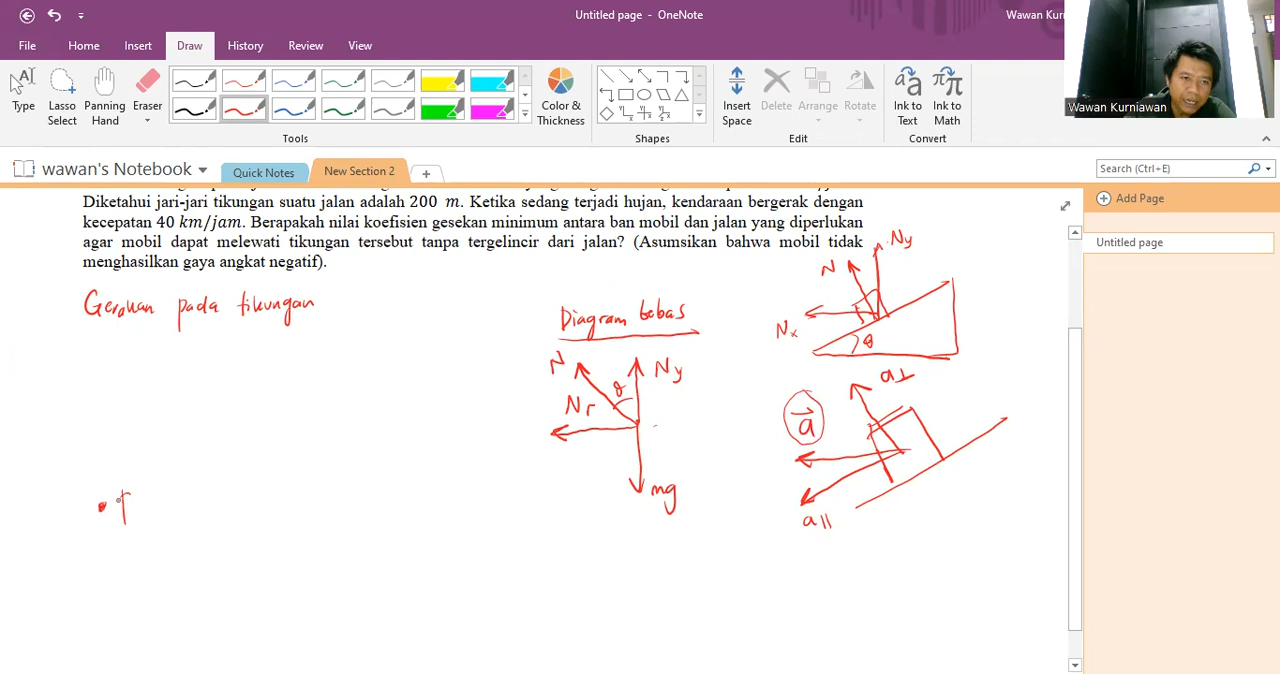 Untitled page - OneNote
Wawan Kurn
File Home Insert Draw History Review View
Type
Lasso Select
Panning Hand
Eraser
Color & Thickness
Insert Space
Delete
Arrange
Rotate
Ink to Text
Ink to Math
Tools
Shapes
Edit
Convert
Wawan Kurniawan
wawan's Notebook
Quick Notes
New Section 2
Search (Ctrl+E)
Add Page
Untitled page
Diketahui jari-jari tikungan suatu jalan adalah 200 m. Ketika sedang terjadi hujan, kendaraan bergerak dengan
kecepatan 40 km/jam. Berapakah nilai koefisien gesekan minimum antara ban mobil dan jalan yang diperlukan
agar mobil dapat melewati tikungan tersebut tanpa tergelincir dari jalan? (Asumsikan bahwa mobil tidak
menghasilkan gaya angkat negatif).
Gerakan pada tikungan
Diagram bebas
N
θ
Ny
Nr
mg
N
Ny
Nx
θ
a
a⊥
a||